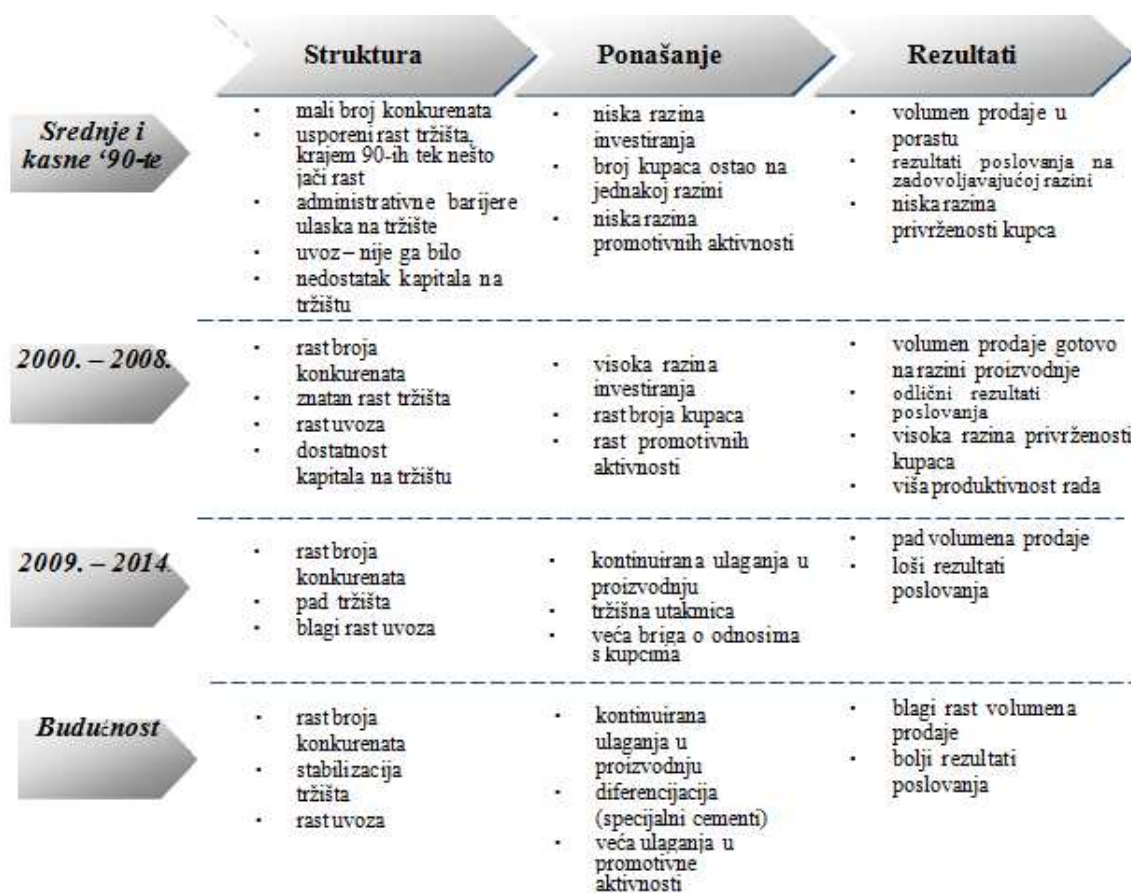 Struktura
Ponašanje
Rezultati
Srednje i
kasne ‘90-te
· mali broj konkurenata
· usporeni rast tržišta,
krajem 90-ih tek nešto
jači rast
· administrativne barijere
ulaska na tržište
· uvoz – nije ga bilo
· nedostatak kapitala na
tržištu
· niska razina
investiranja
· broj kupaca ostao na
jednakoj razini
· niska razina
promotivnih aktivnosti
· volumen prodaje u
porastu
· rezultati poslovanja na
zadovoljavajućoj razini
· niska razina
privrženosti kupca
2000. – 2008.
· rast broja
konkurenata
· znatan rast tržišta
· rast uvoza
· dostatnost
kapitala na tržištu
· visoka razina
investiranja
· rast broja kupaca
· rast promotivnih
aktivnosti
· volumen prodaje gotovo
na razini proizvodnje
· odlični rezultati
poslovanja
· visoka razina privrženosti
kupaca
· viša produktivnost rada
2009. – 2014.
· rast broja
konkurenata
· pad tržišta
· blagi rast uvoza
· kontinuirana ulaganja u
proizvodnju
· tržišna utakmica
· veća briga o odnosima
s kupcima
· pad volumena prodaje
· loši rezultati
poslovanja
Budućnost
· rast broja
konkurenata
· stabilizacija
tržišta
· rast uvoza
· kontinuirana
ulaganja u
proizvodnju
· diferencijacija
(specijalni cementi)
· veća ulaganja u
promotivne
aktivnosti
· blagi rast volumena
prodaje
· bolji rezultati
poslovanja